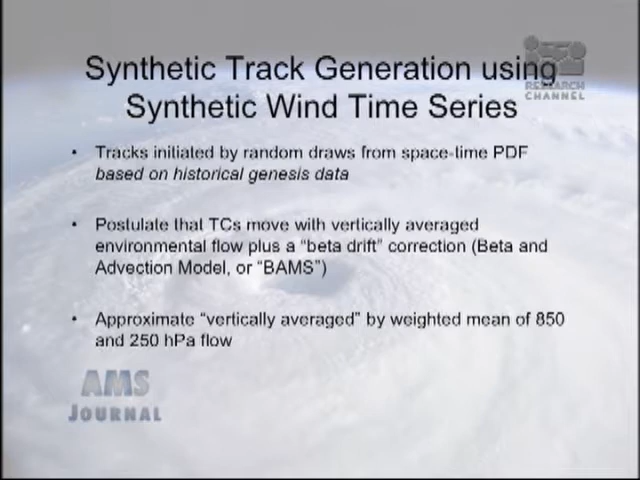 Synthetic Track Generation using
Synthetic Wind Time Series
RESEARCH
CHANNEL
• Tracks initiated by random draws from space-time PDF
based on historical genesis data
• Postulate that TCs move with vertically averaged
environmental flow plus a “beta drift” correction (Beta and
Advection Model, or “BAMS”)
• Approximate “vertically averaged” by weighted mean of 850
and 250 hPa flow
AMS
JOURNAL